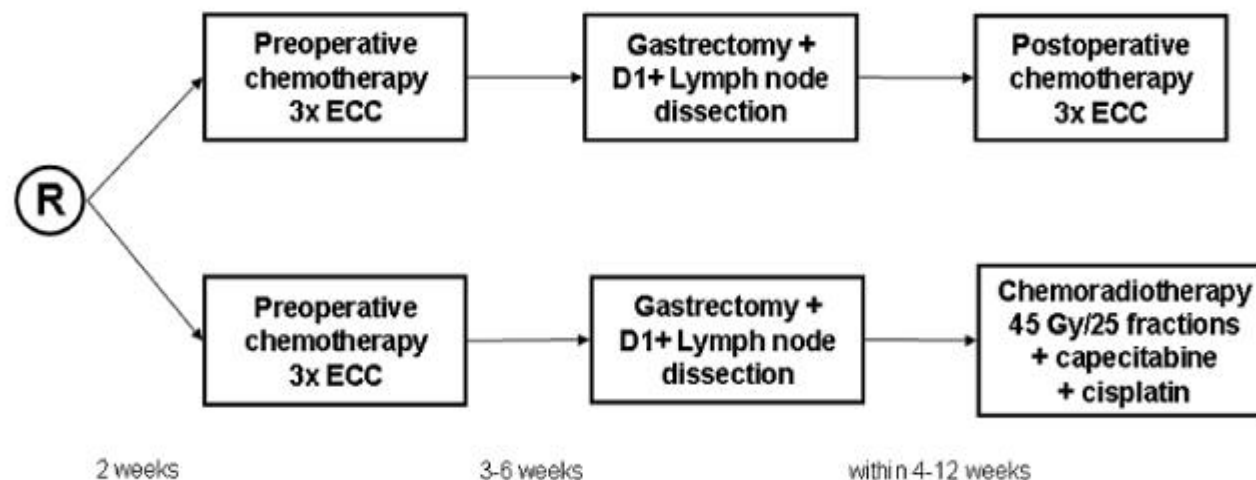 Preoperative
chemotherapy
3x ECC
Gastrectomy +
D1+ Lymph node
dissection
Postoperative
chemotherapy
3x ECC
R
Preoperative
chemotherapy
3x ECC
Gastrectomy +
D1+ Lymph node
dissection
Chemoradiotherapy
45 Gy/25 fractions
+ capecitabine
+ cisplatin
2 weeks
3-6 weeks
within 4-12 weeks